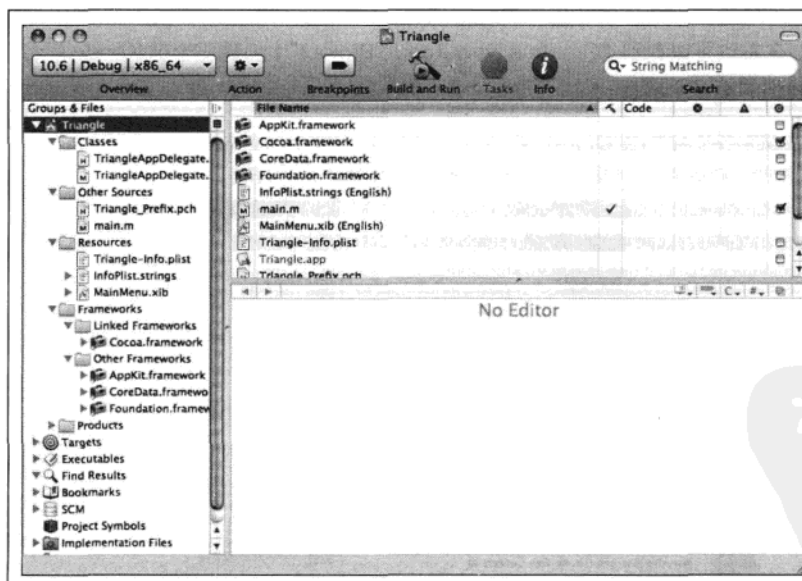 Triangle
10.6 | Debug | x86_64
String Matching
Overview
Action
Breakpoints
Build and Run
Tasks
Info
Search
Groups & Files
Triangle
Classes
TriangleAppDelegate.
TriangleAppDelegate.
Other Sources
Triangle_Prefix.pch
main.m
Resources
Triangle-Info.plist
InfoPlist.strings
MainMenu.xib
Frameworks
Linked Frameworks
Cocoa.framework
Other Frameworks
AppKit.framework
CoreData.framewo
Foundation.framew
Products
Targets
Executables
Find Results
Bookmarks
SCM
Project Symbols
Implementation Files
File Name
Code
AppKit.framework
Cocoa.framework
CoreData.framework
Foundation.framework
InfoPlist.strings (English)
main.m
MainMenu.xib (English)
Triangle-Info.plist
Triangle.app
Triangle_Prefix.pch
C
#
No Editor